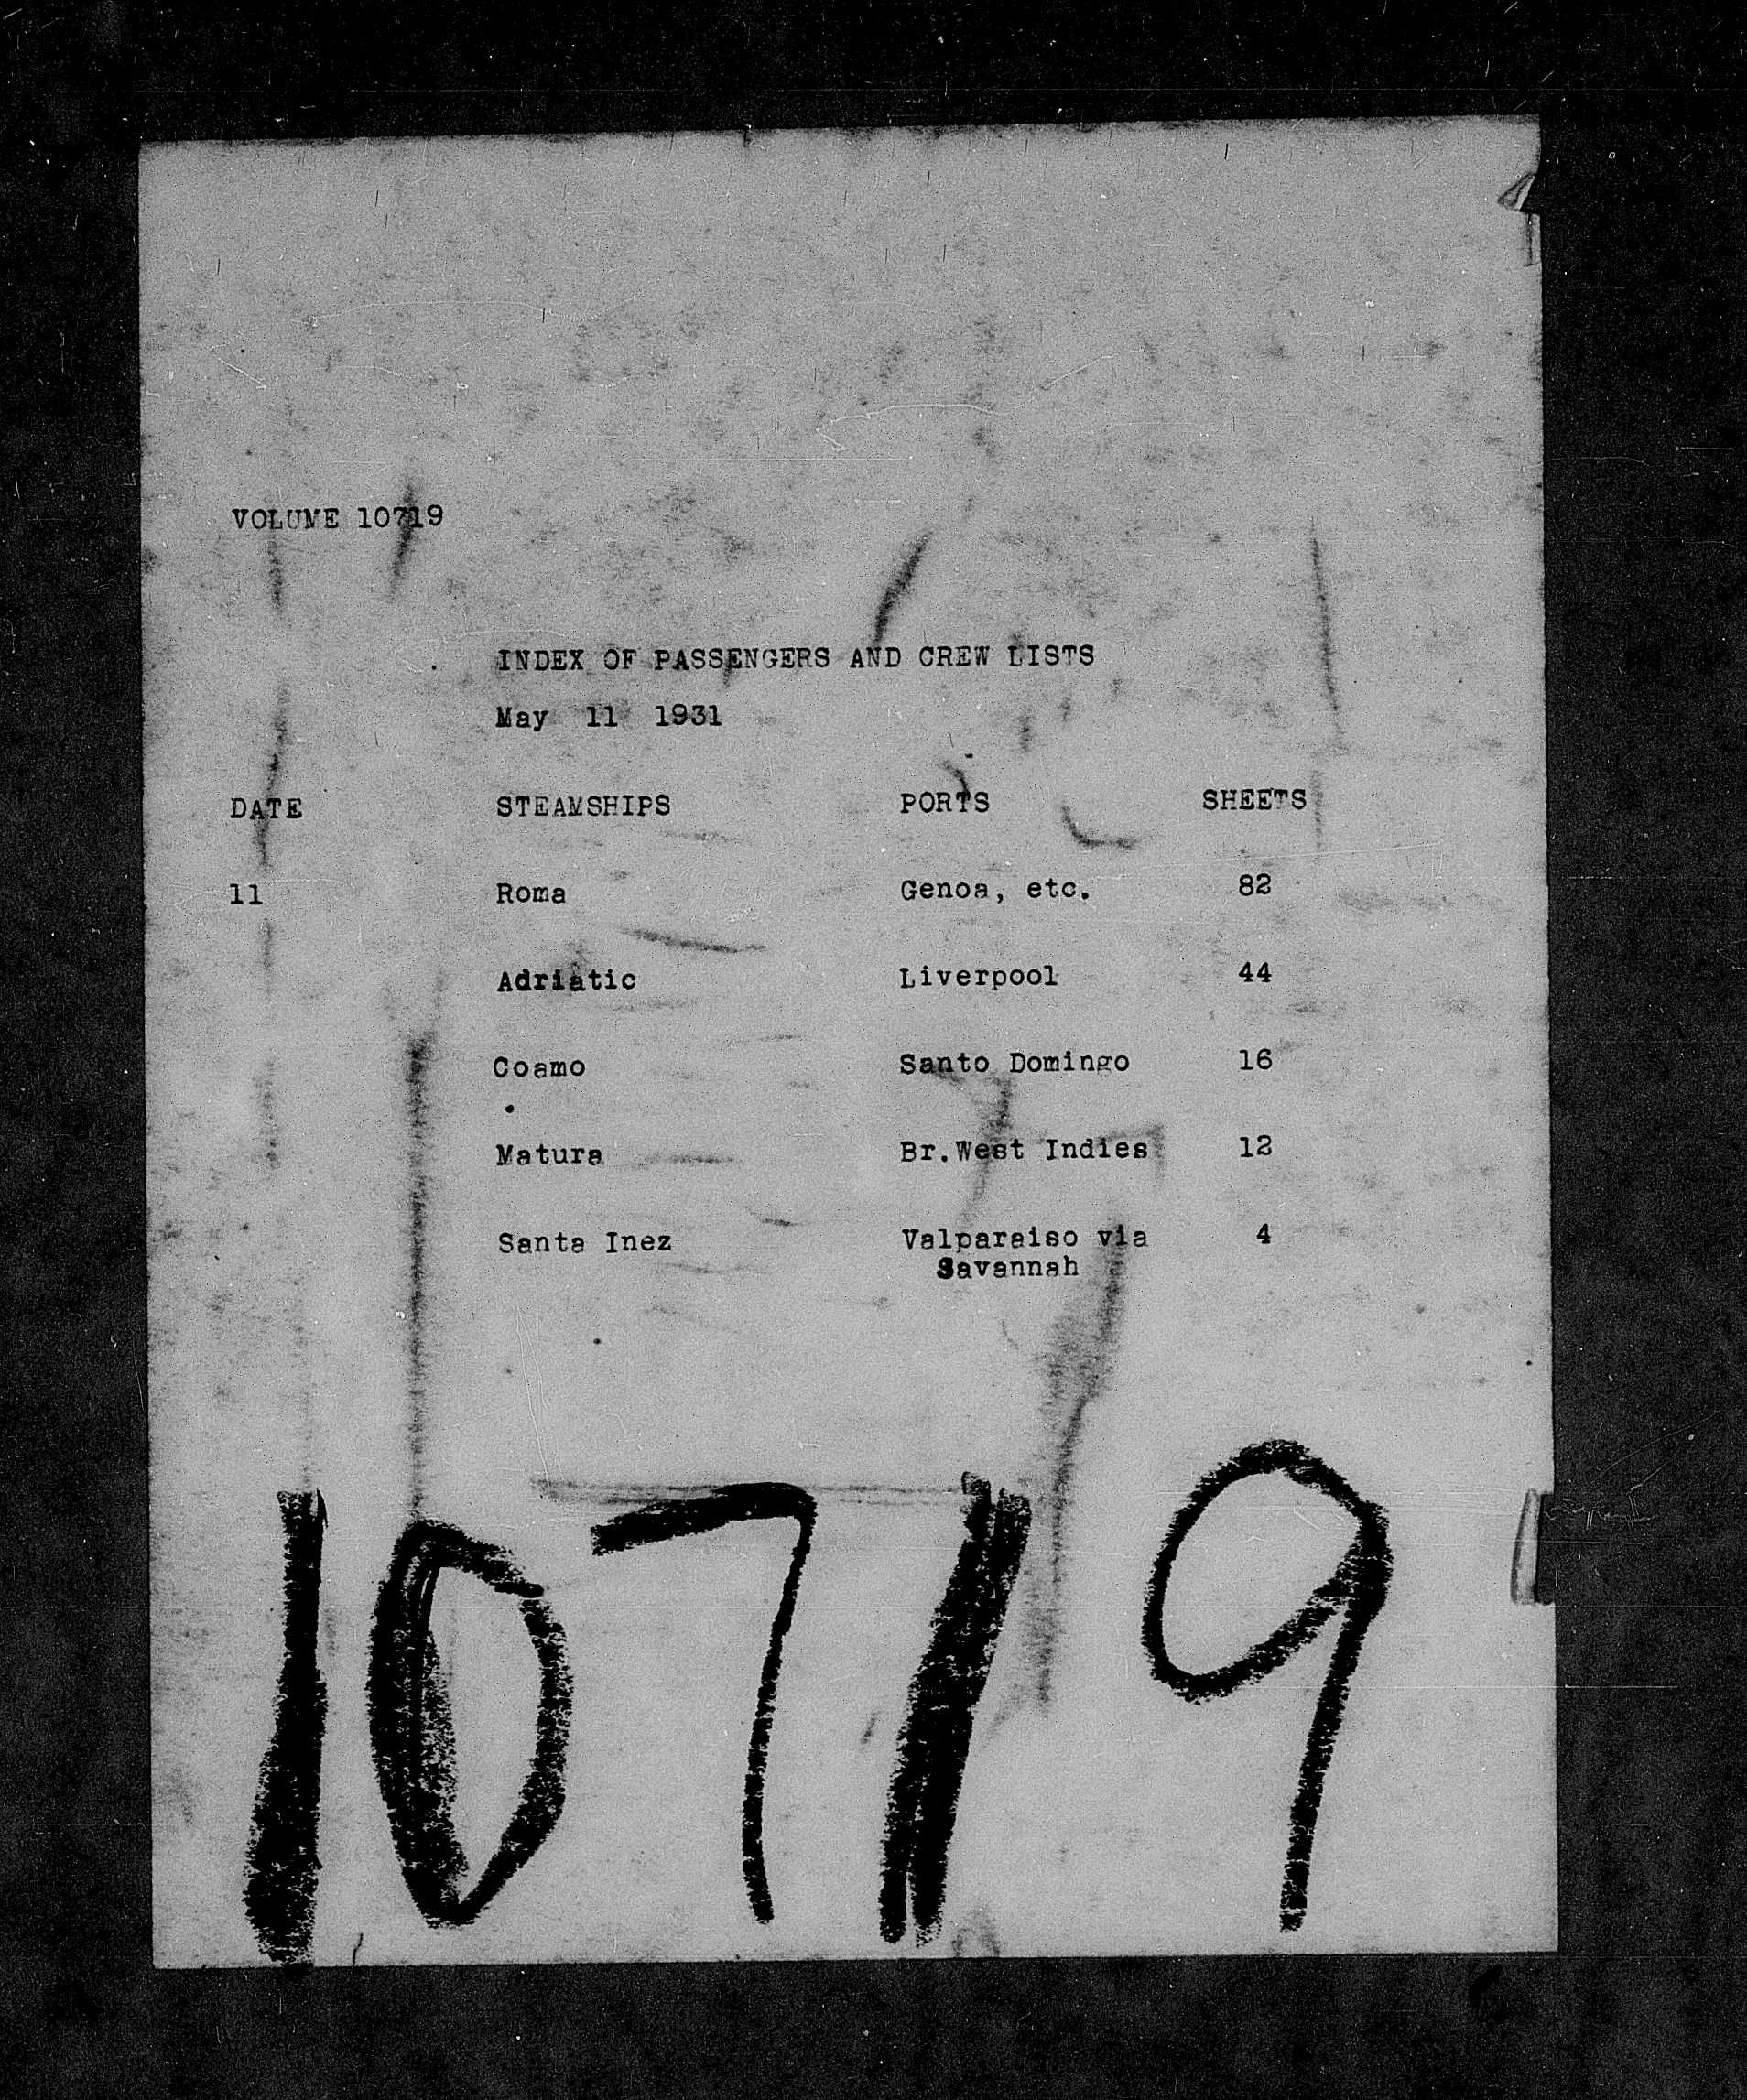 VOLUME 10719
INDEX OF PASSENGERS AND CREW LISTS
May 11 1931
DATE STEAMSHIPS PORTS SHEETS
11 Roma Genoa, etc. 82
Adriatic Liverpool 44
Coamo Santo Domingo 16
Matura Br.West Indies 12
Santa Inez Valparaiso via 4
Savannah
10719